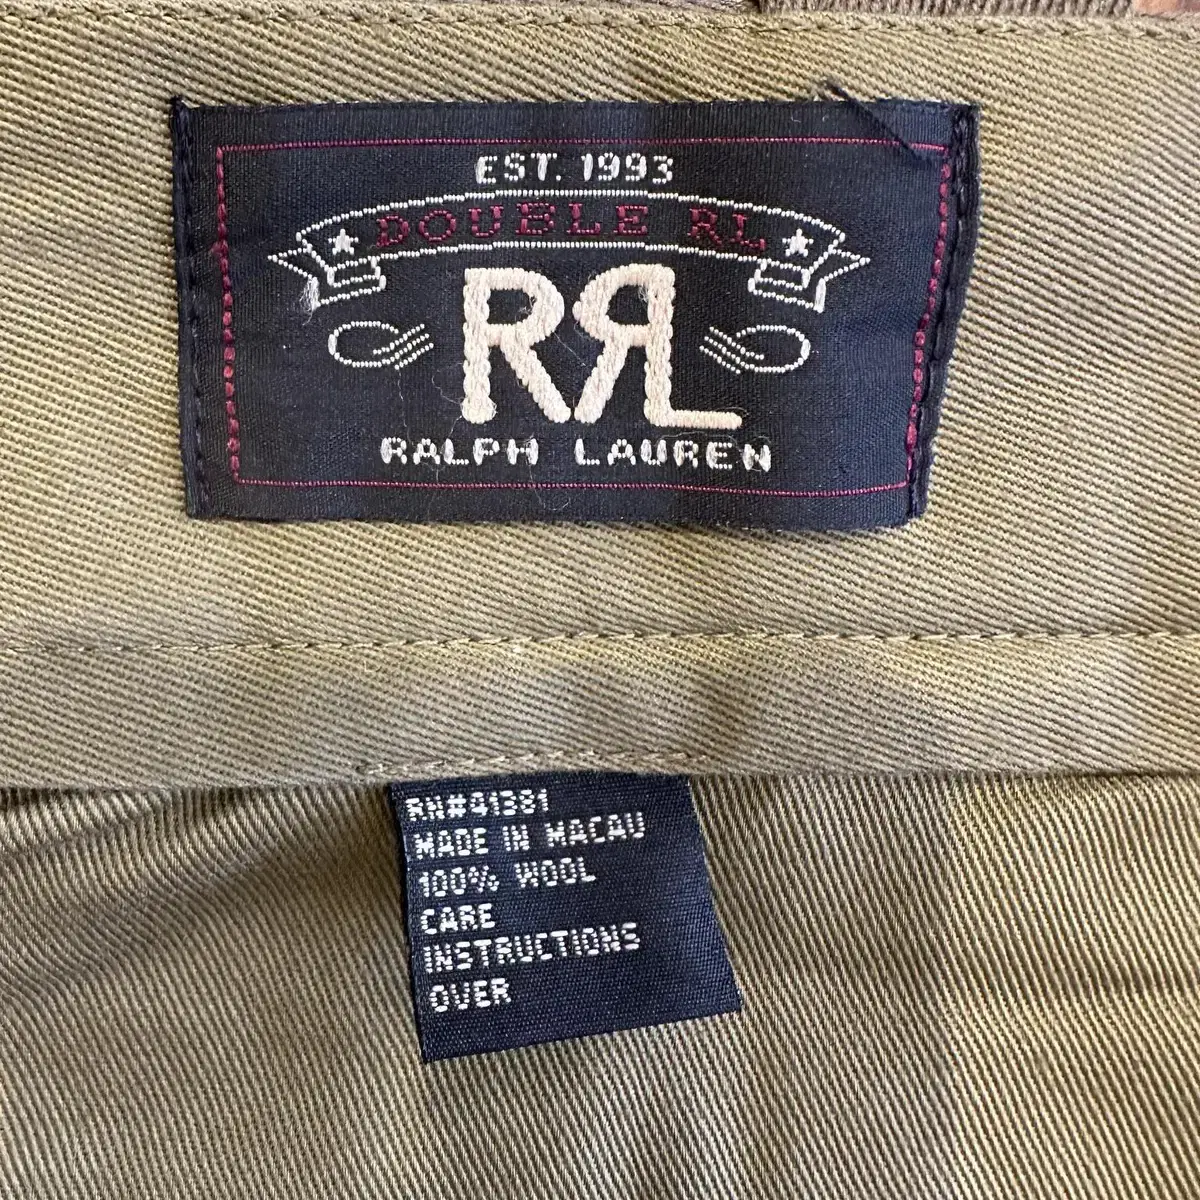 EST. 1993
DOUBLE RL
RRL
RALPH LAUREN
RN#41381
MADE IN MACAU
100% WOOL
CARE
INSTRUCTIONS
OVER